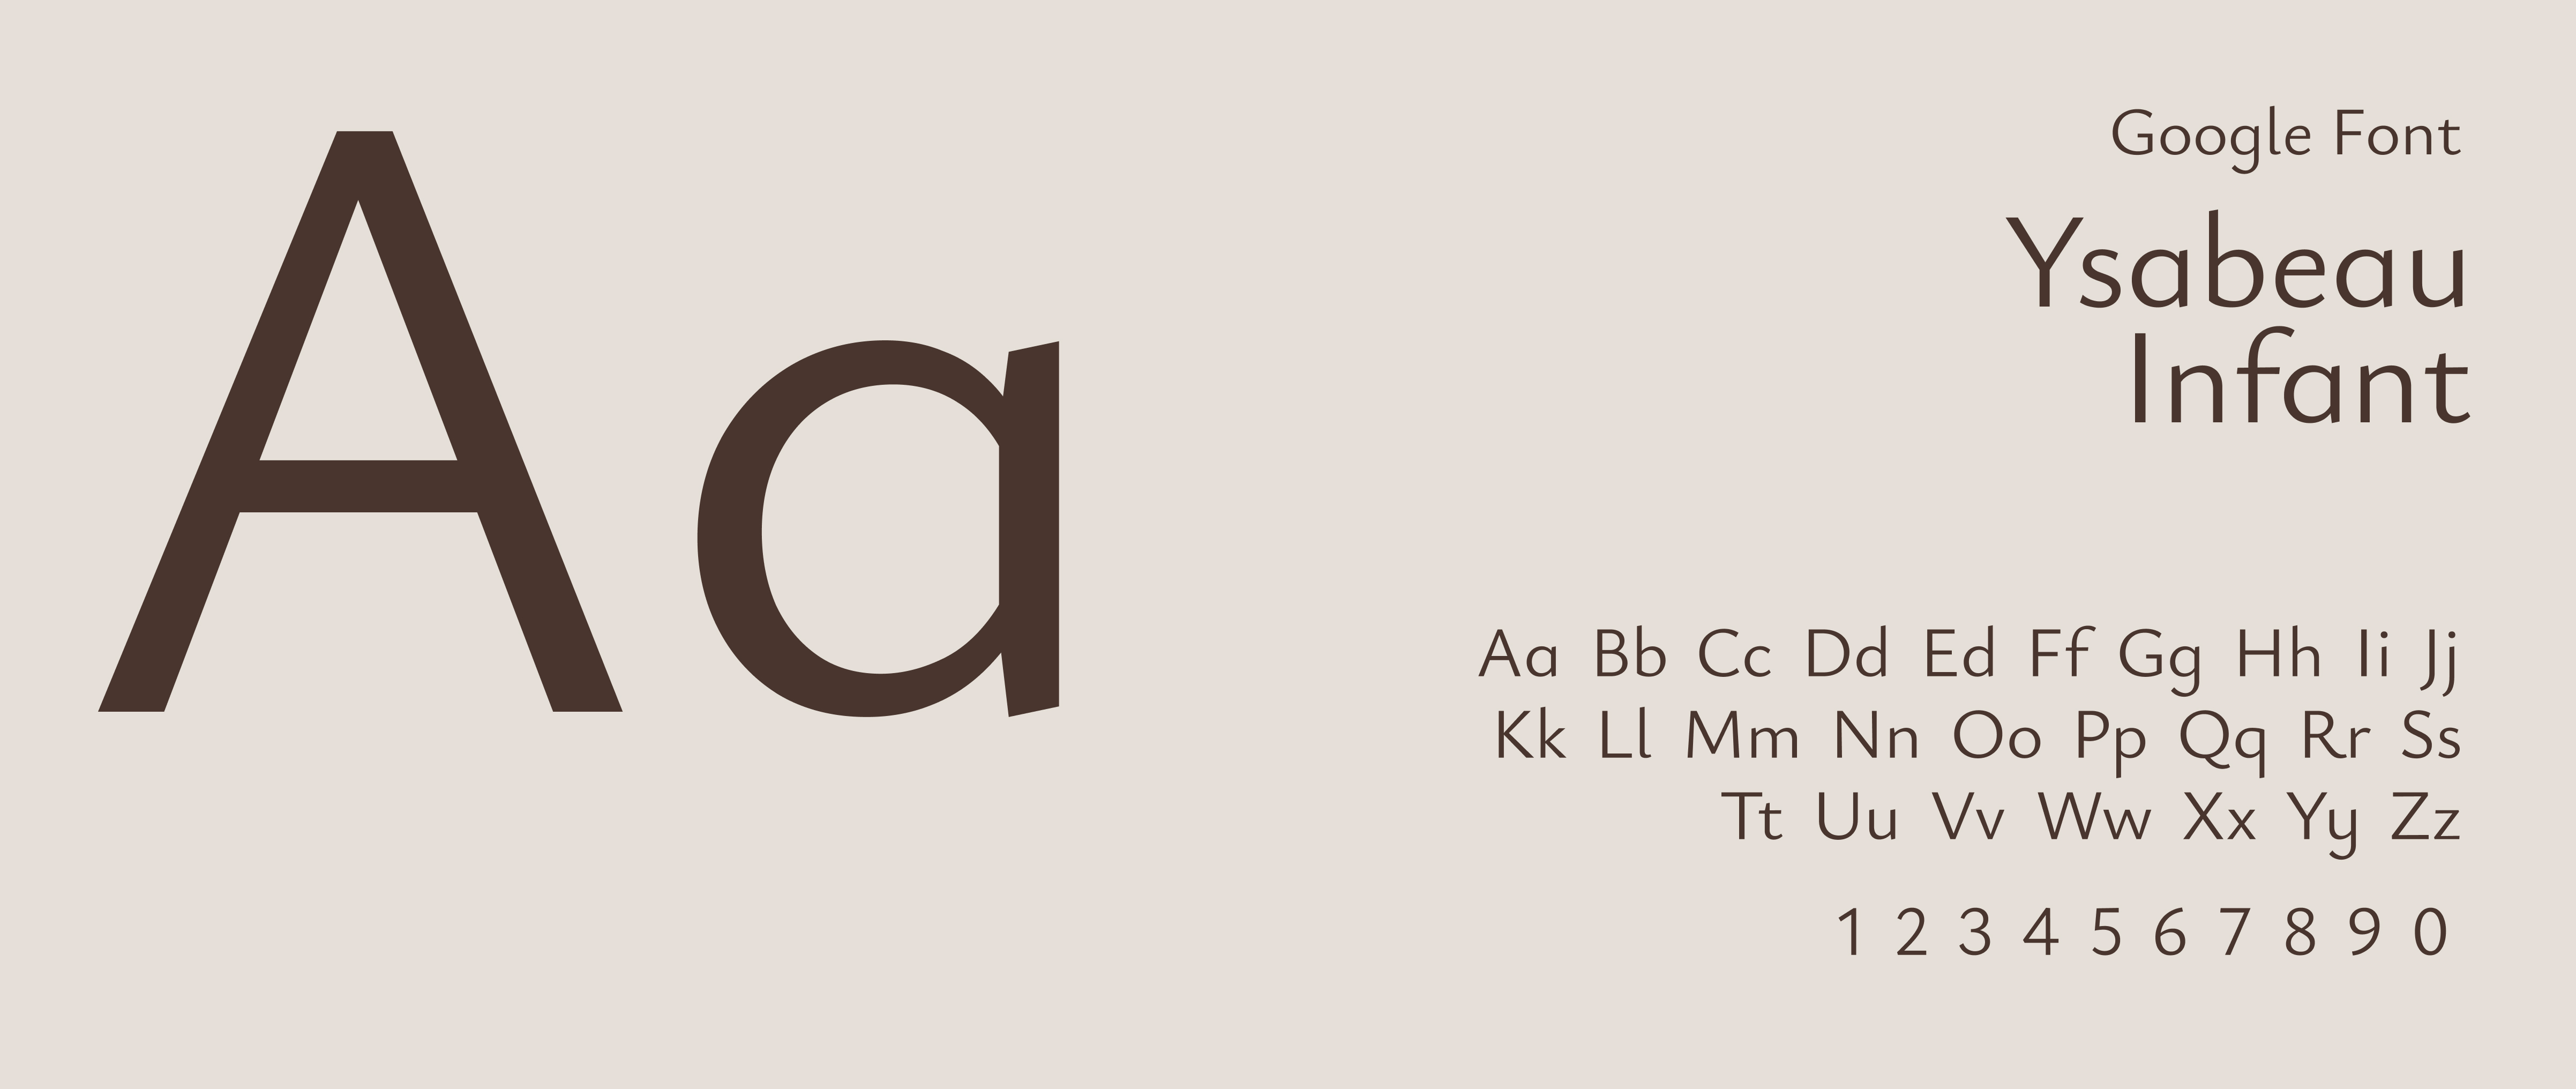 Aa
Google Font
Ysabeau
Infant
Aa Bb Cc Dd Ed Ff Gg Hh Ii Jj
Kk Ll Mm Nn Oo Pp Qq Rr Ss
Tt Uu Vv Ww Xx Yy Zz
1 2 3 4 5 6 7 8 9 0